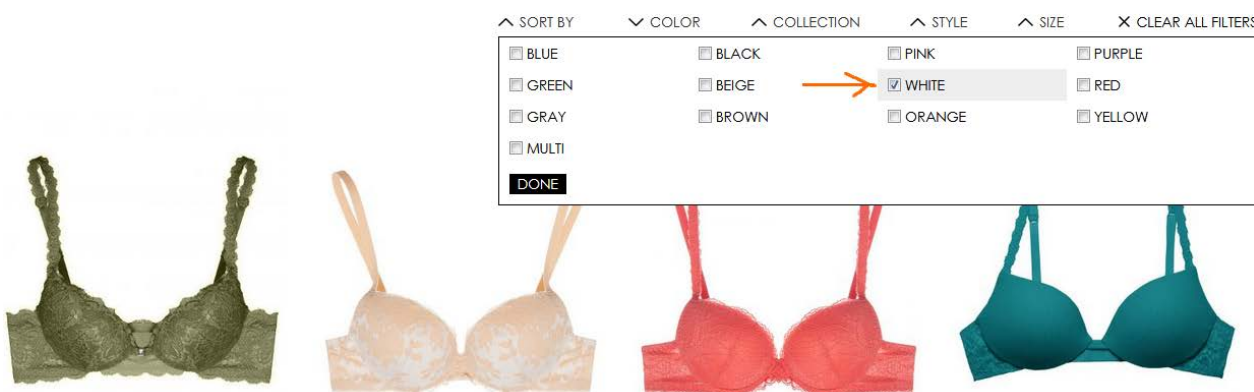 SORT BY COLOR COLLECTION STYLE SIZE CLEAR ALL FILTERS
BLUE BLACK PINK PURPLE
GREEN BEIGE WHITE RED
GRAY BROWN ORANGE YELLOW
MULTI
DONE